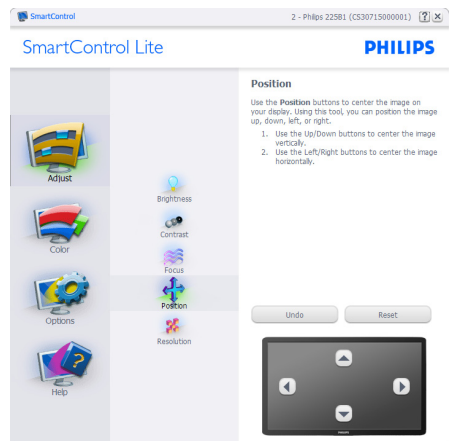 SmartControl
2 - Philips 225B1 (CS30715000001)
SmartControl Lite
PHILIPS
Adjust
Color
Options
Help
Brightness
Contrast
Focus
Position
Resolution
Position
Use the Position buttons to center the image on
your display. Using this tool, you can position the image
up, down, left, or right.
1. Use the Up/Down buttons to center the image
vertically.
2. Use the Left/Right buttons to center the image
horizontally.
Undo
Reset
PHILIPS